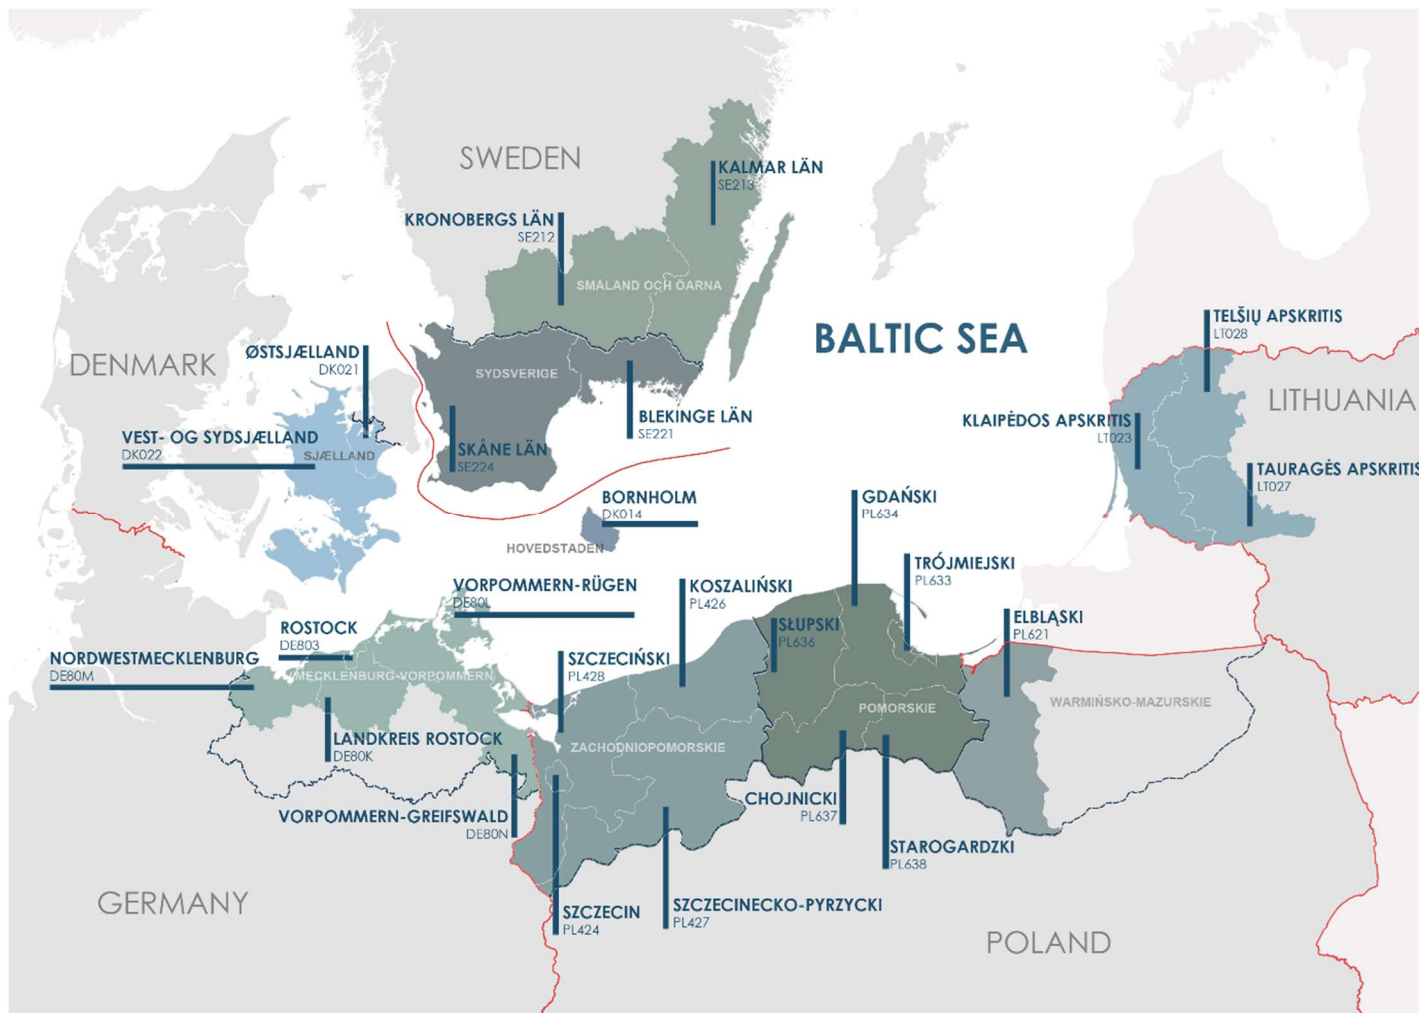 SWEDEN
KALMAR LÄN
SE213
KRONOBERGS LÄN
SE212
SMÅLAND OCH ÖARNA
TELŠIŲ APSKRITIS
LT028
BALTIC SEA
ØSTSJÆLLAND
DK021
DENMARK
SYDSVERIGE
LITHUANIA
BLEKINGE LÄN
SE221
KLAIPĖDOS APSKRITIS
LT023
VEST- OG SYDSJÆLLAND
DK022
SJÆLLAND
SKÅNE LÄN
SE224
TAURAGĖS APSKRITIS
LT027
BORNHOLM
DK014
HOVEDSTADEN
GDAŃSKI
PL634
TRÓJMIEJSKI
PL633
VORPOMMERN-RÜGEN
DE80L
KOSZALIŃSKI
PL426
SŁUPSKI
PL636
ELBLĄSKI
PL621
ROSTOCK
DE803
NORDWESTMECKLENBURG
DE80M
SZCZECIŃSKI
PL428
MECKLENBURG-VORPOMMERN
POMORSKIE
WARMIŃSKO-MAZURSKIE
LANDKREIS ROSTOCK
DE80K
ZACHODNIOPOMORSKIE
CHOJNICKI
PL637
VORPOMMERN-GREIFSWALD
DE80N
STAROGARDZKI
PL638
GERMANY
SZCZECIN
PL424
SZCZECINECKO-PYRZYCKI
PL427
POLAND